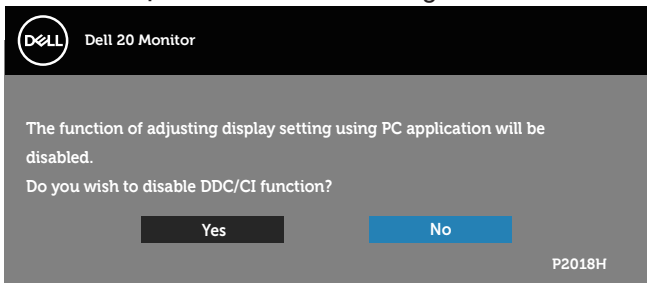 DELL
Dell 20 Monitor
The function of adjusting display setting using PC application will be
disabled.
Do you wish to disable DDC/CI function?
Yes
No
P2018H